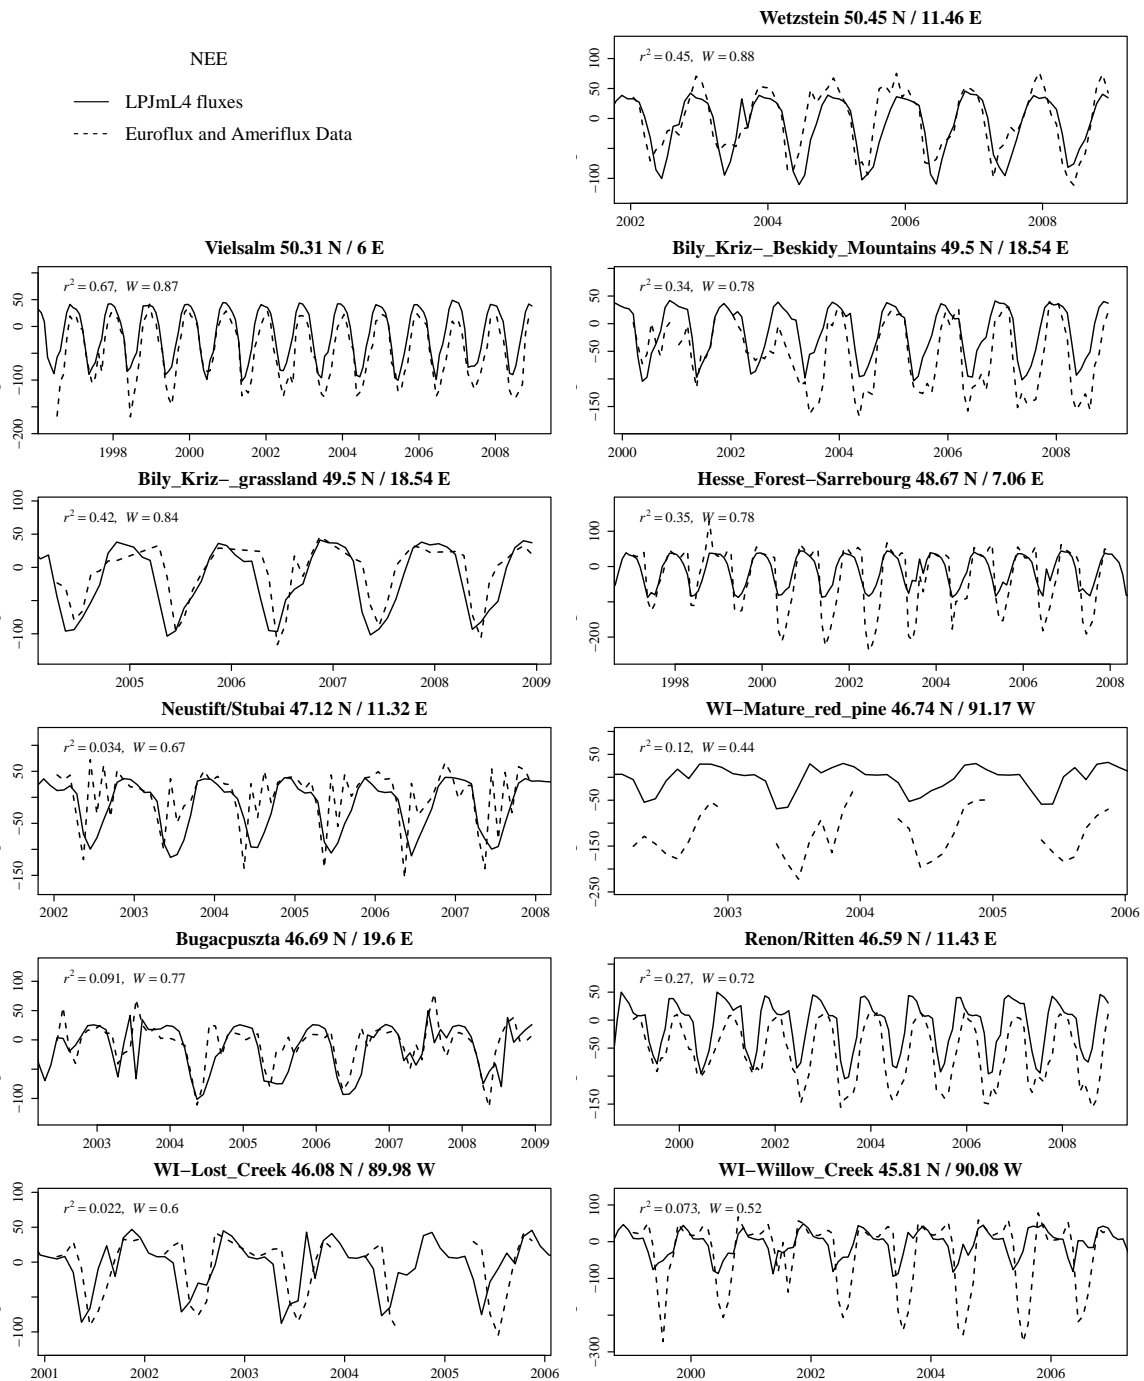 NEE
LPJmL4 fluxes
Euroflux and Ameriflux Data
Wetzstein 50.45 N / 11.46 E
r² = 0.45, W = 0.88
−100 0 50 100
2002 2004 2006 2008
Vielsalm 50.31 N / 6 E
r² = 0.67, W = 0.87
−200 −100 0 50
1998 2000 2002 2004 2006 2008
Bily_Kriz−_Beskidy_Mountains 49.5 N / 18.54 E
r² = 0.34, W = 0.78
−150 −50 0 50
2000 2002 2004 2006 2008
Bily_Kriz−_grassland 49.5 N / 18.54 E
r² = 0.42, W = 0.84
−100 0 50 100
2005 2006 2007 2008 2009
Hesse_Forest−Sarrebourg 48.67 N / 7.06 E
r² = 0.35, W = 0.78
−200 0 100
1998 2000 2002 2004 2006 2008
Neustift/Stubai 47.12 N / 11.32 E
r² = 0.034, W = 0.67
−150 −50 50
2002 2003 2004 2005 2006 2007 2008
WI−Mature_red_pine 46.74 N / 91.17 W
r² = 0.12, W = 0.44
−250 −150 −50 50
2003 2004 2005 2006
Bugacpuszta 46.69 N / 19.6 E
r² = 0.091, W = 0.77
−100 0 50 100
2003 2004 2005 2006 2007 2008 2009
Renon/Ritten 46.59 N / 11.43 E
r² = 0.27, W = 0.72
−150 −50 0 50
2000 2002 2004 2006 2008
WI−Lost_Creek 46.08 N / 89.98 W
r² = 0.022, W = 0.6
−100 0 50 100
2001 2002 2003 2004 2005 2006
WI−Willow_Creek 45.81 N / 90.08 W
r² = 0.073, W = 0.52
−300 −100 0 100
2000 2002 2004 2006